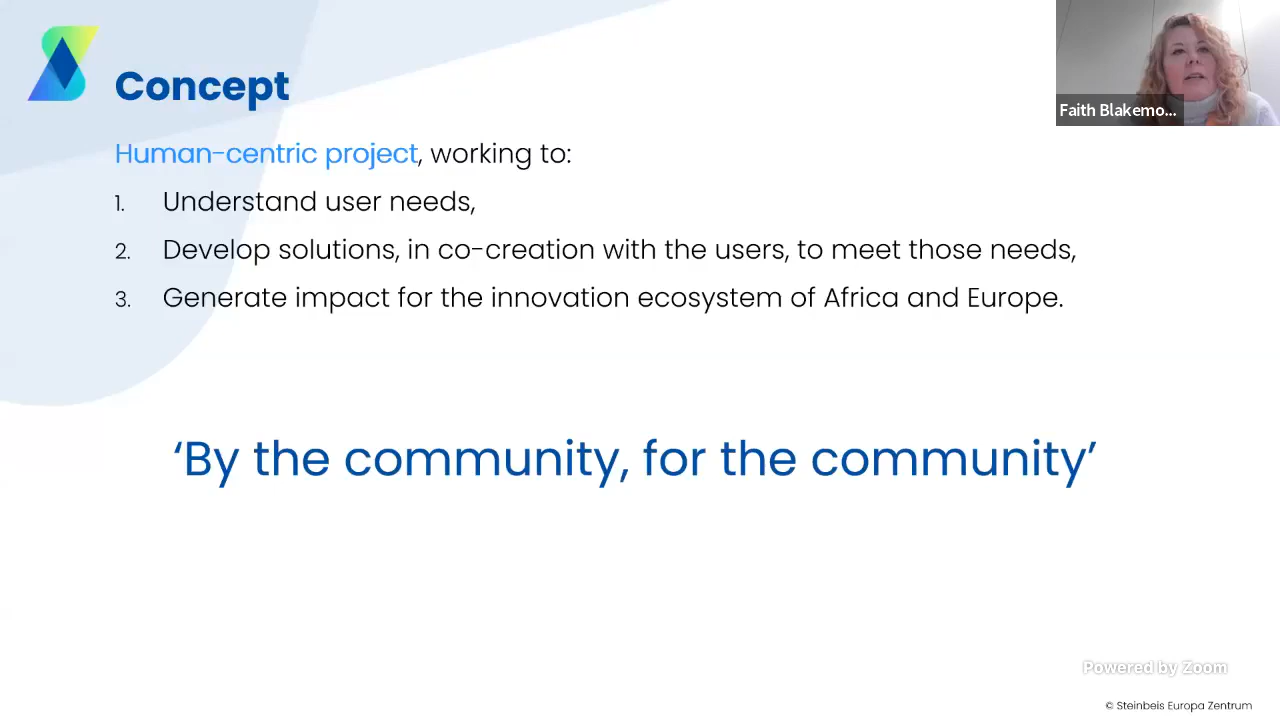 Concept
Faith Blakemo...
Human-centric project, working to:
1. Understand user needs,
2. Develop solutions, in co-creation with the users, to meet those needs,
3. Generate impact for the innovation ecosystem of Africa and Europe.
‘By the community, for the community’
Powered by Zoom
© Steinbeis Europa Zentrum